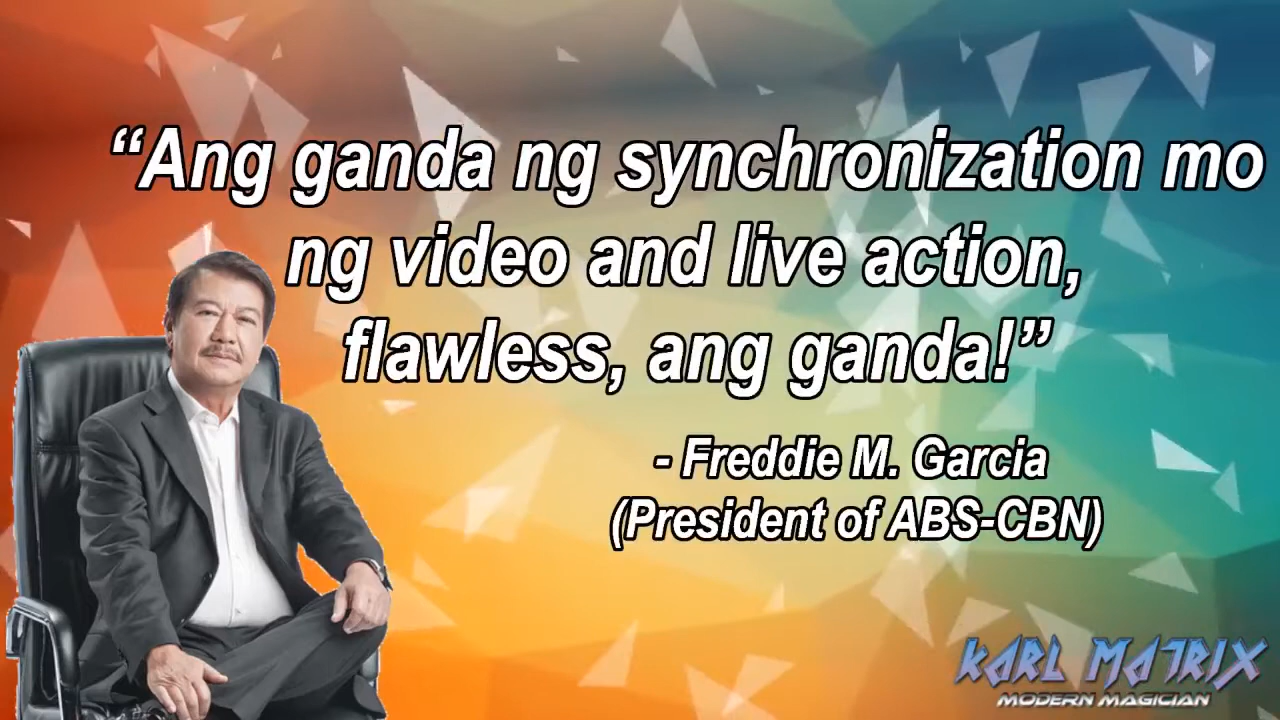 “Ang ganda ng synchronization mo
ng video and live action,
flawless, ang ganda!”
- Freddie M. Garcia
(President of ABS-CBN)
KARL MATRIX
MODERN MAGICIAN